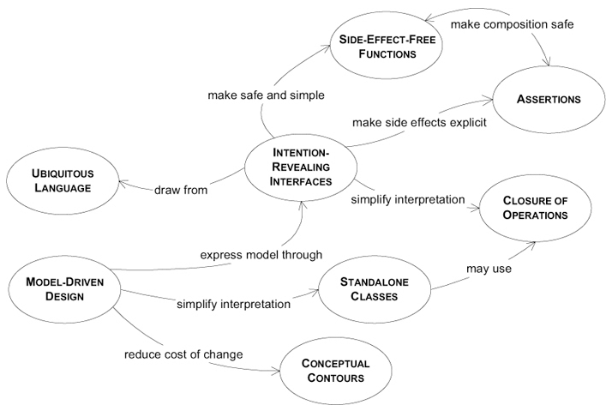 SIDE-EFFECT-FREE
FUNCTIONS
make composition safe
make safe and simple
ASSERTIONS
make side effects explicit
INTENTION-
REVEALING
INTERFACES
UBIQUITOUS
LANGUAGE
draw from
simplify interpretation
CLOSURE OF
OPERATIONS
express model through
may use
MODEL-DRIVEN
DESIGN
simplify interpretation
STANDALONE
CLASSES
reduce cost of change
CONCEPTUAL
CONTOURS